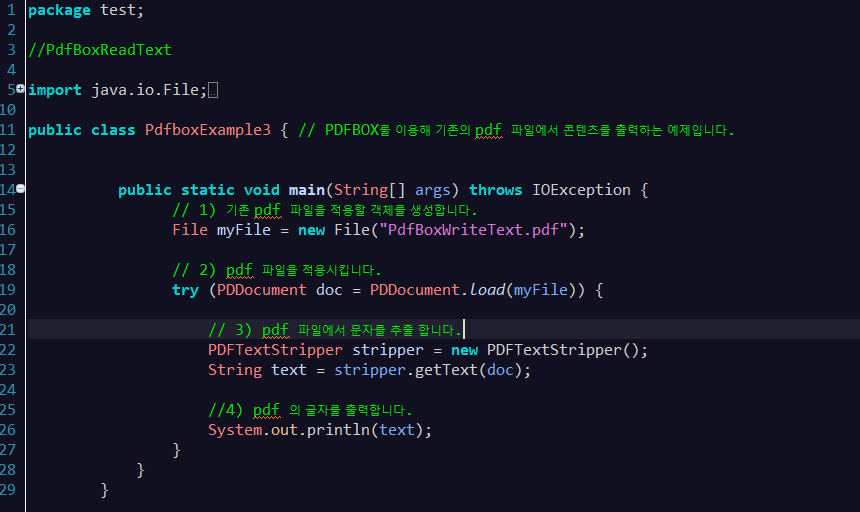 1 package test;
2
3 //PdfBoxReadText
4
5 import java.io.File;
10
11 public class PdfboxExample3 { // PDFBOX를 이용해 기존의 pdf 파일에서 콘텐츠를 출력하는 예제입니다.
12
13
14 public static void main(String[] args) throws IOException {
15 // 1) 기존 pdf 파일을 적용할 객체를 생성합니다.
16 File myFile = new File("PdfBoxWriteText.pdf");
17
18 // 2) pdf 파일을 적용시킵니다.
19 try (PDDocument doc = PDDocument.load(myFile)) {
20
21 // 3) pdf 파일에서 문자를 추출 합니다.
22 PDFTextStripper stripper = new PDFTextStripper();
23 String text = stripper.getText(doc);
24
25 //4) pdf 의 글자를 출력합니다.
26 System.out.println(text);
27 }
28 }
29 }